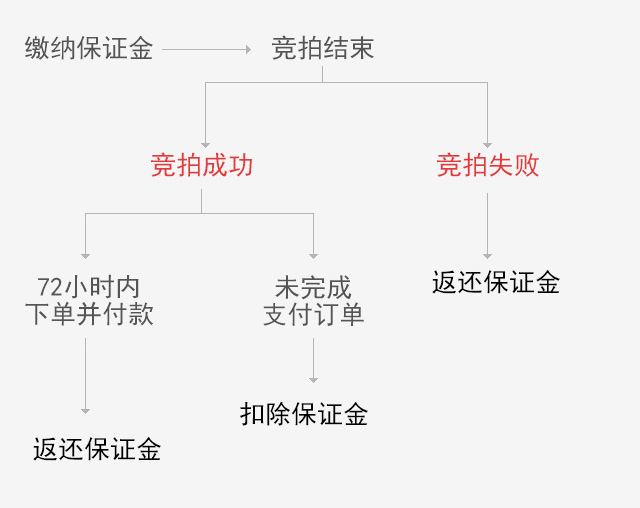 缴纳保证金
竞拍结束
竞拍成功
竞拍失败
72小时内
下单并付款
未完成
支付订单
返还保证金
扣除保证金
返还保证金